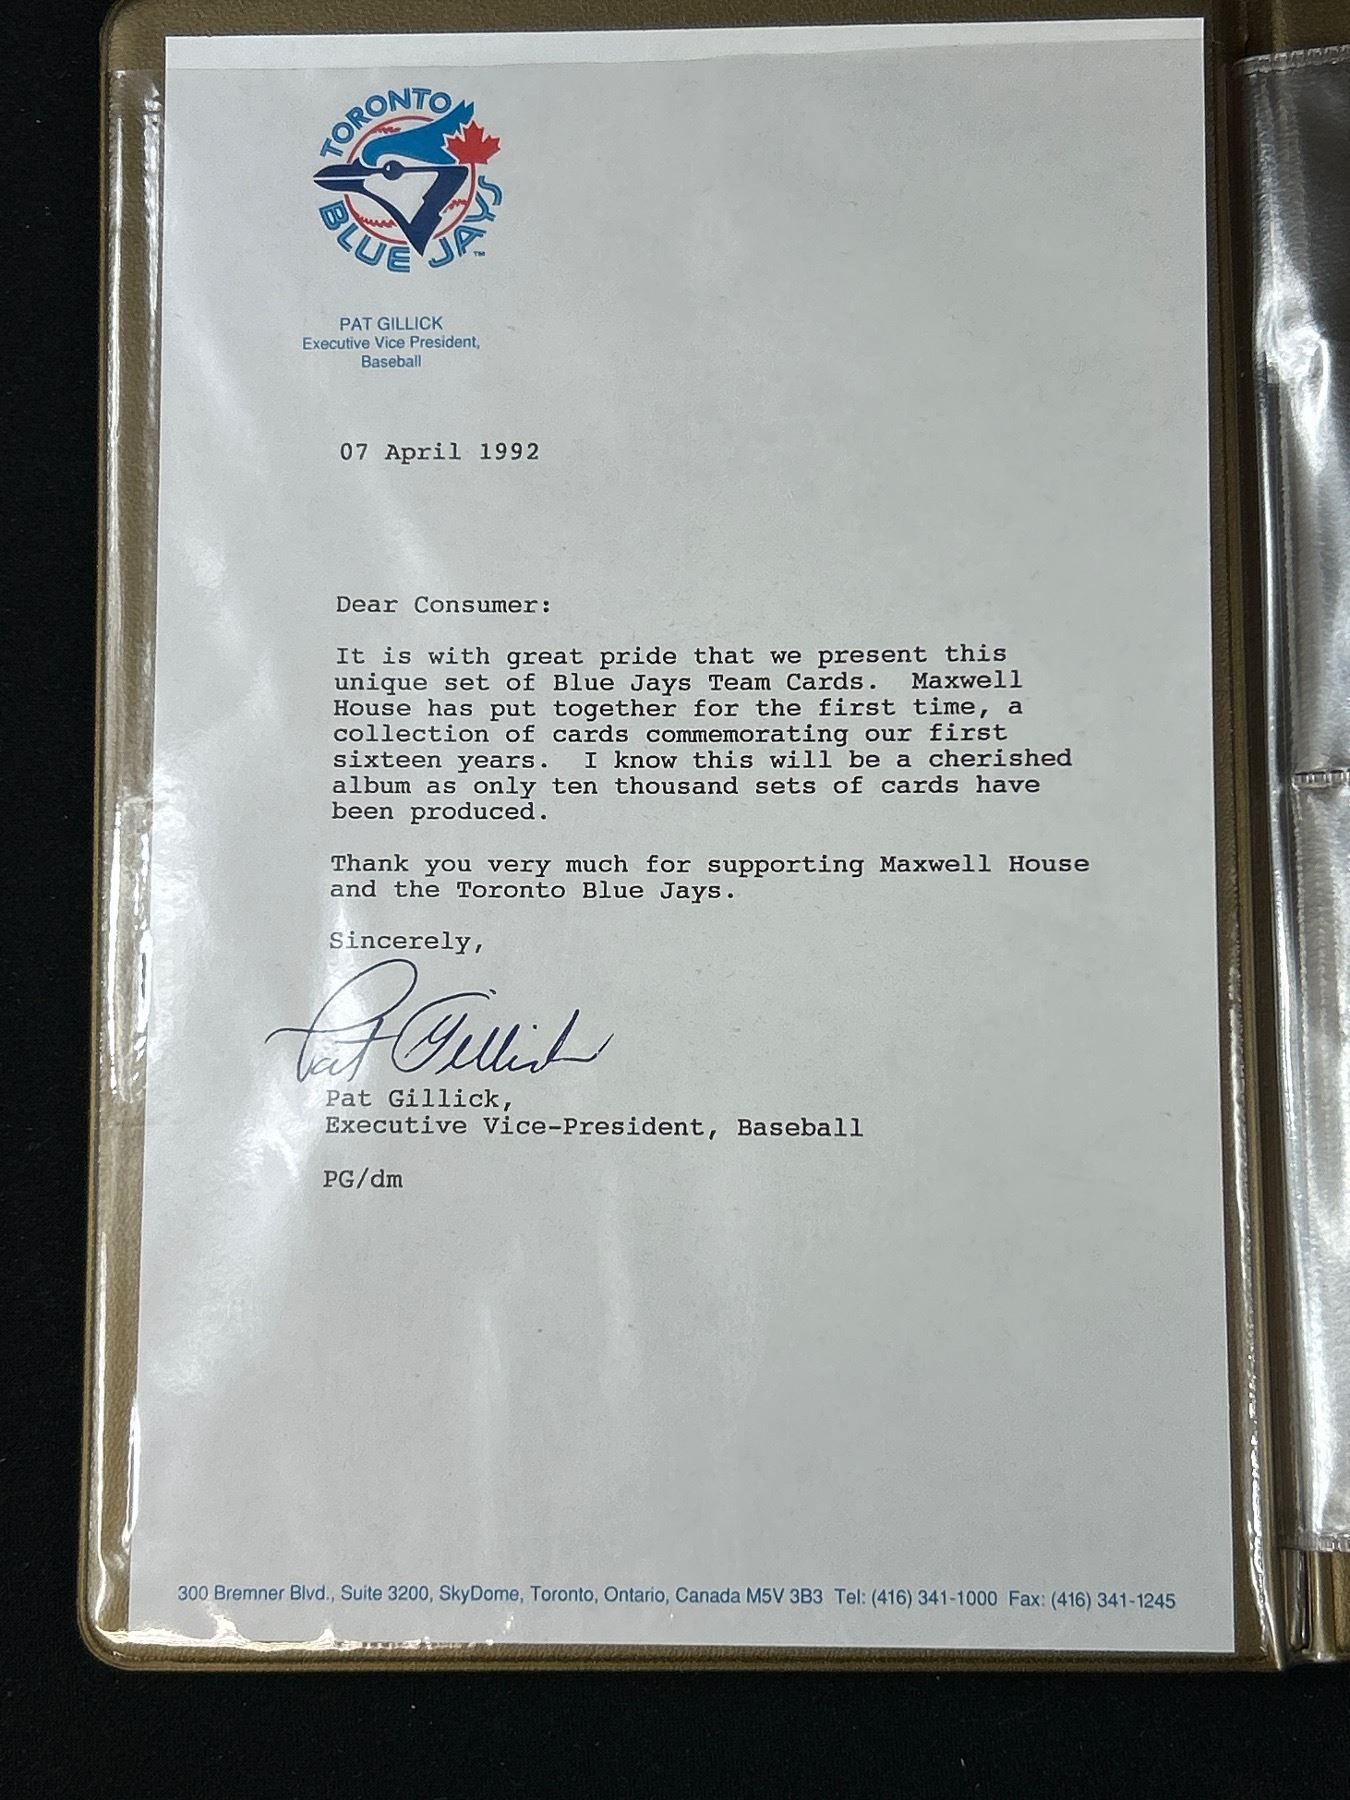 TORONTO
BLUE JAYS™
PAT GILLICK
Executive Vice President,
Baseball
07 April 1992
Dear Consumer:
It is with great pride that we present this
unique set of Blue Jays Team Cards.  Maxwell
House has put together for the first time, a
collection of cards commemorating our first
sixteen years.  I know this will be a cherished
album as only ten thousand sets of cards have
been produced.
Thank you very much for supporting Maxwell House
and the Toronto Blue Jays.
Sincerely,
Pat Gillick
Pat Gillick,
Executive Vice-President, Baseball
PG/dm
300 Bremner Blvd., Suite 3200, SkyDome, Toronto, Ontario, Canada M5V 3B3  Tel: (416) 341-1000  Fax: (416) 341-1245